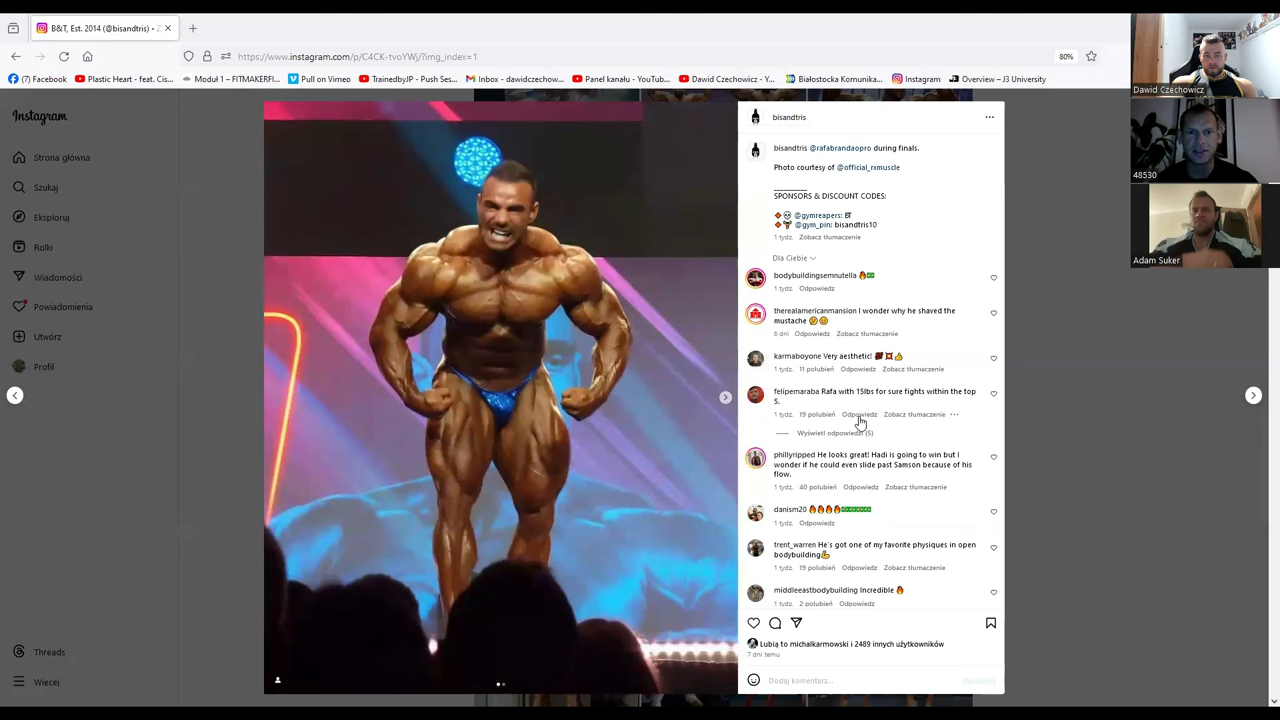 B&T, Est. 2014 (@bisandtris) •
https://www.instagram.com/p/C4CK-tvoYWj/?img_index=1
80%
(2) Facebook
Plastic Heart - feat. Cis...
Moduł 1 – FITMAKERFI...
Pull on Vimeo
TrainedbyJP - Push Ses...
Inbox - dawidczechow...
Panel kanału - YouTub...
Dawid Czechowicz - Y...
Białostocka Komunika...
Instagram
Overview – J3 University
Instagram
Strona główna
Szukaj
Eksploruj
Rolki
Wiadomości
Powiadomienia
Utwórz
Profil
Threads
Więcej
bisandtris
bisandtris @rafabrandaopro during finals.
Photo courtesy of @official_rxmuscle
__________
SPONSORS & DISCOUNT CODES:
🔸💀 @gymreapers: BT
🔸🏋 @gym_pin: bisandtris10
1 tydz. Zobacz tłumaczenie
Dla Ciebie
bodybuildingsemnutella 🔥🇧🇷
1 tydz. Odpowiedz
therealamericanmansion I wonder why he shaved the
mustache
6 dni Odpowiedz Zobacz tłumaczenie
karmaboyone Very aesthetic!
1 tydz. 11 polubień Odpowiedz Zobacz tłumaczenie
felipemaraba Rafa with 15lbs for sure fights within the top
5.
1 tydz. 19 polubień Odpowiedz Zobacz tłumaczenie ...
Wyświetl odpowiedzi (5)
phillyripped He looks great! Hadi is going to win but I
wonder if he could even slide past Samson because of his
flow.
1 tydz. 40 polubień Odpowiedz Zobacz tłumaczenie
danism20 🔥🔥🔥🔥🇧🇷🇧🇷🇧🇷🇧🇷
1 tydz. Odpowiedz
trent_warren He's got one of my favorite physiques in open
bodybuilding💪
1 tydz. 19 polubień Odpowiedz Zobacz tłumaczenie
middleeastbodybuilding Incredible 🔥
1 tydz. 2 polubień Odpowiedz
Lubią to michalkarmowski i 2489 innych użytkowników
7 dni temu
Dodaj komentarz...
Opublikuj
Dawid Czechowicz
48530
Adam Suker